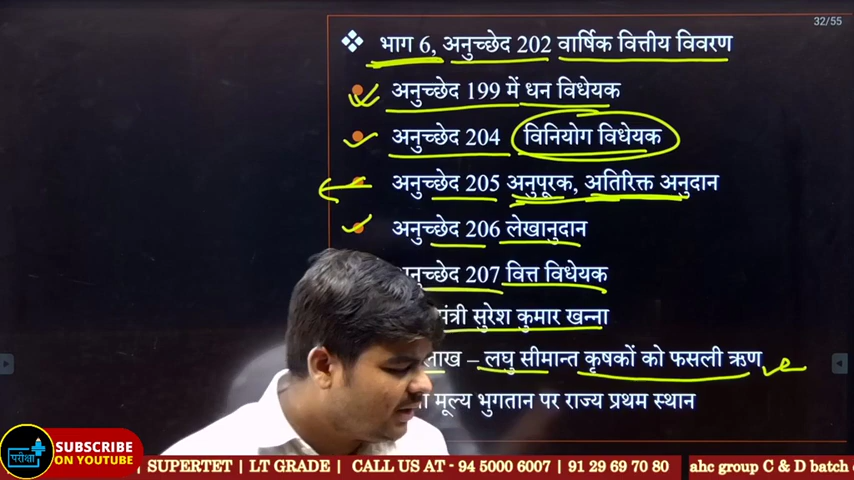 32/55
भाग 6, अनुच्छेद 202 वार्षिक वित्तीय विवरण
अनुच्छेद 199 में धन विधेयक
अनुच्छेद 204 विनियोग विधेयक
अनुच्छेद 205 अनुपूरक, अतिरिक्त अनुदान
अनुच्छेद 206 लेखानुदान
207 वित्त विधेयक
सुरेश कुमार खन्ना
– लघु सीमान्त कृषकों को फसली ऋण
मूल्य भुगतान पर राज्य प्रथम स्थान
परीक्षा
SUBSCRIBE
ON YOUTUBE
| SUPERTET | LT GRADE | CALL US AT - 94 5000 6007 | 91 29 69 70 80 ahc group C & D batch